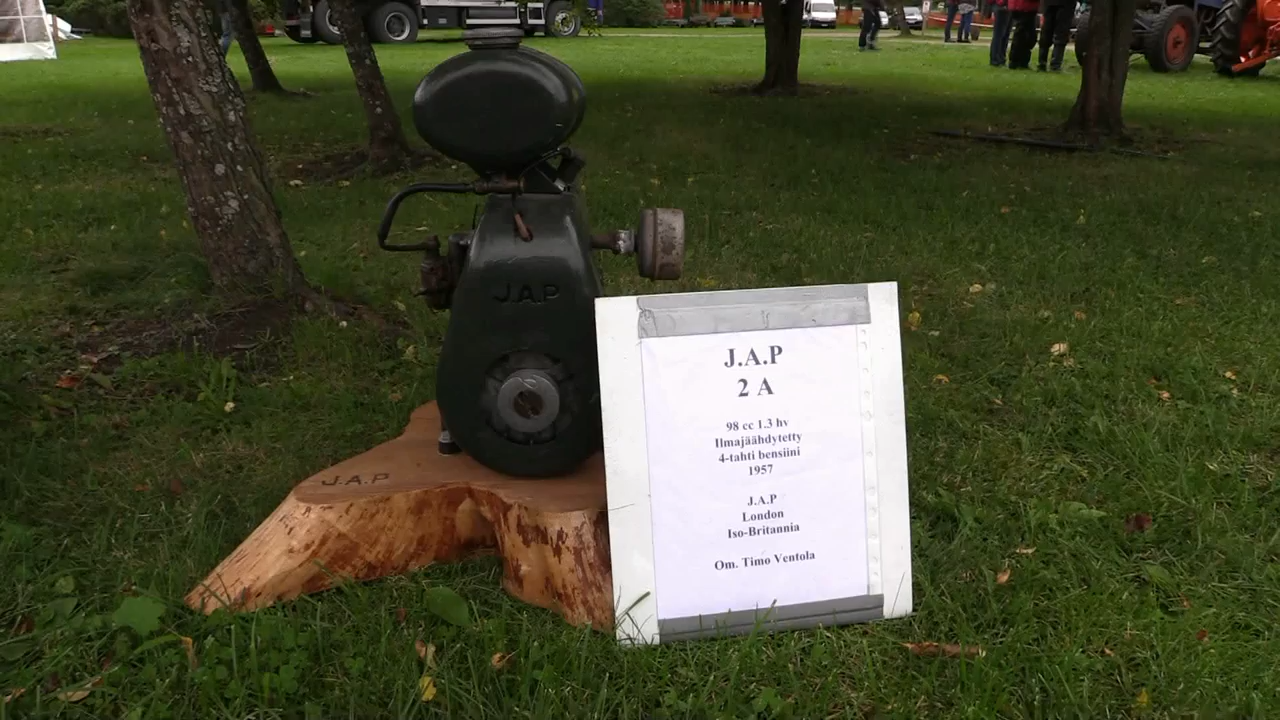 J.A.P
J.A.P
J.A.P
2 A
98 cc 1.3 hv
Ilmajäähdytetty
4-tahti bensiini
1957
J.A.P
London
Iso-Britannia
Om. Timo Ventola